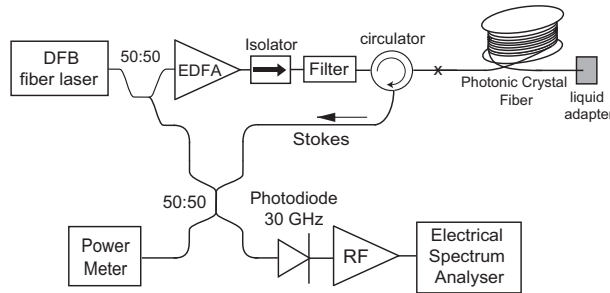 DFB
fiber laser
50:50
EDFA
Isolator
Filter
circulator
x
Photonic Crystal
Fiber
liquid
adapter
Stokes
50:50
Power
Meter
Photodiode
30 GHz
RF
Electrical
Spectrum
Analyser